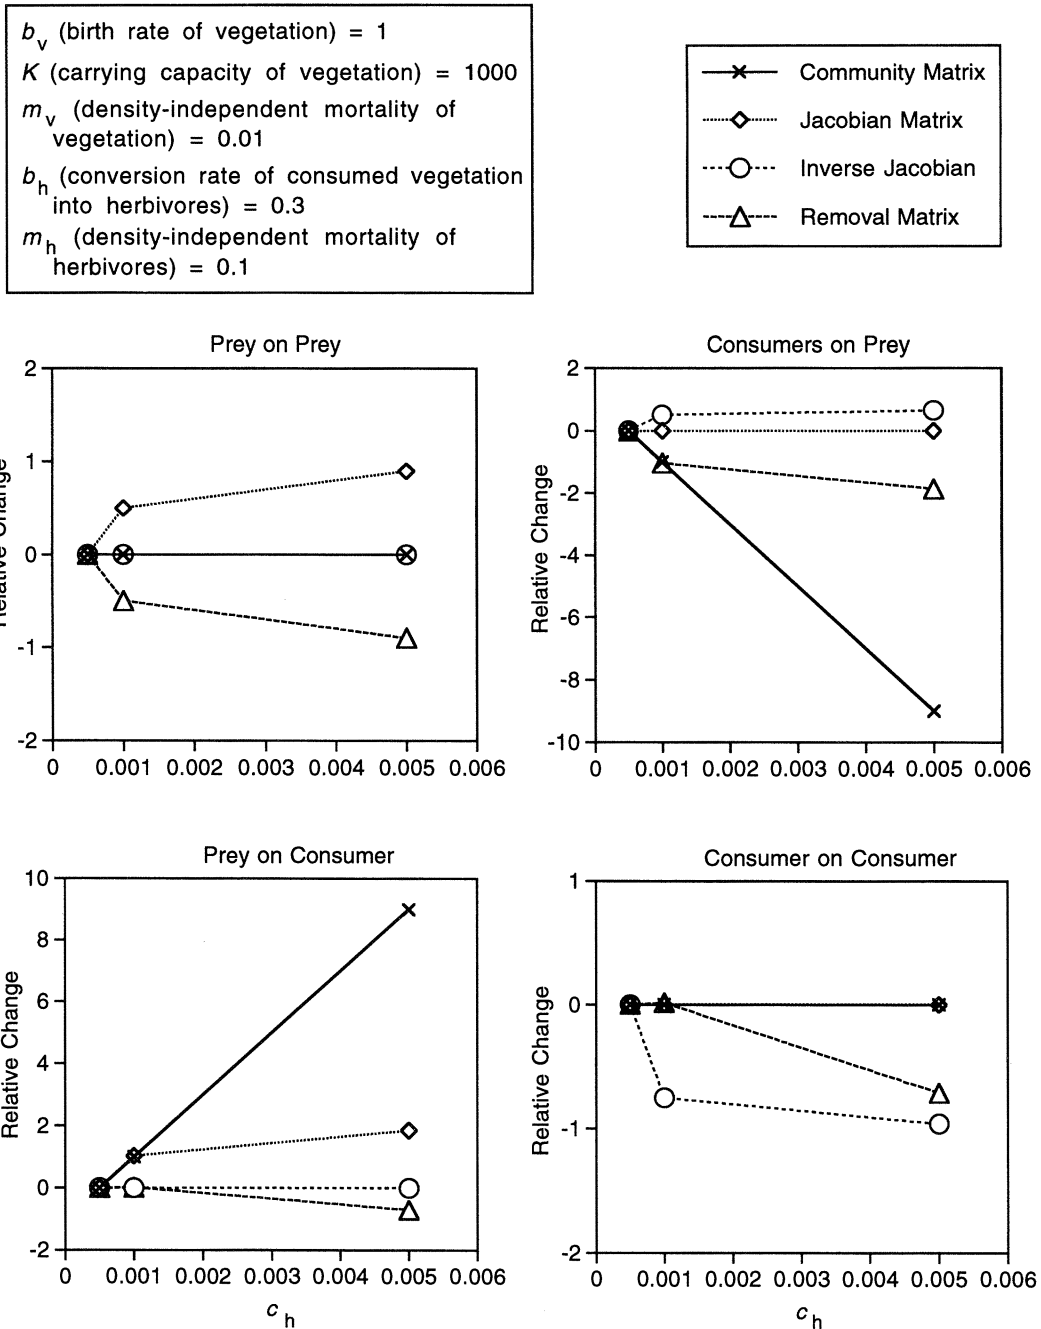 b_v (birth rate of vegetation) = 1
K (carrying capacity of vegetation) = 1000
m_v (density-independent mortality of
vegetation) = 0.01
b_h (conversion rate of consumed vegetation
into herbivores) = 0.3
m_h (density-independent mortality of
herbivores) = 0.1
Community Matrix
Jacobian Matrix
Inverse Jacobian
Removal Matrix
Prey on Prey
2
1
0
-1
-2
Relative Change
0 0.001 0.002 0.003 0.004 0.005 0.006
Consumers on Prey
2
0
-2
-4
-6
-8
-10
Relative Change
0 0.001 0.002 0.003 0.004 0.005 0.006
Prey on Consumer
10
8
6
4
2
0
-2
Relative Change
0 0.001 0.002 0.003 0.004 0.005 0.006
c_h
Consumer on Consumer
1
0
-1
-2
Relative Change
0 0.001 0.002 0.003 0.004 0.005 0.006
c_h